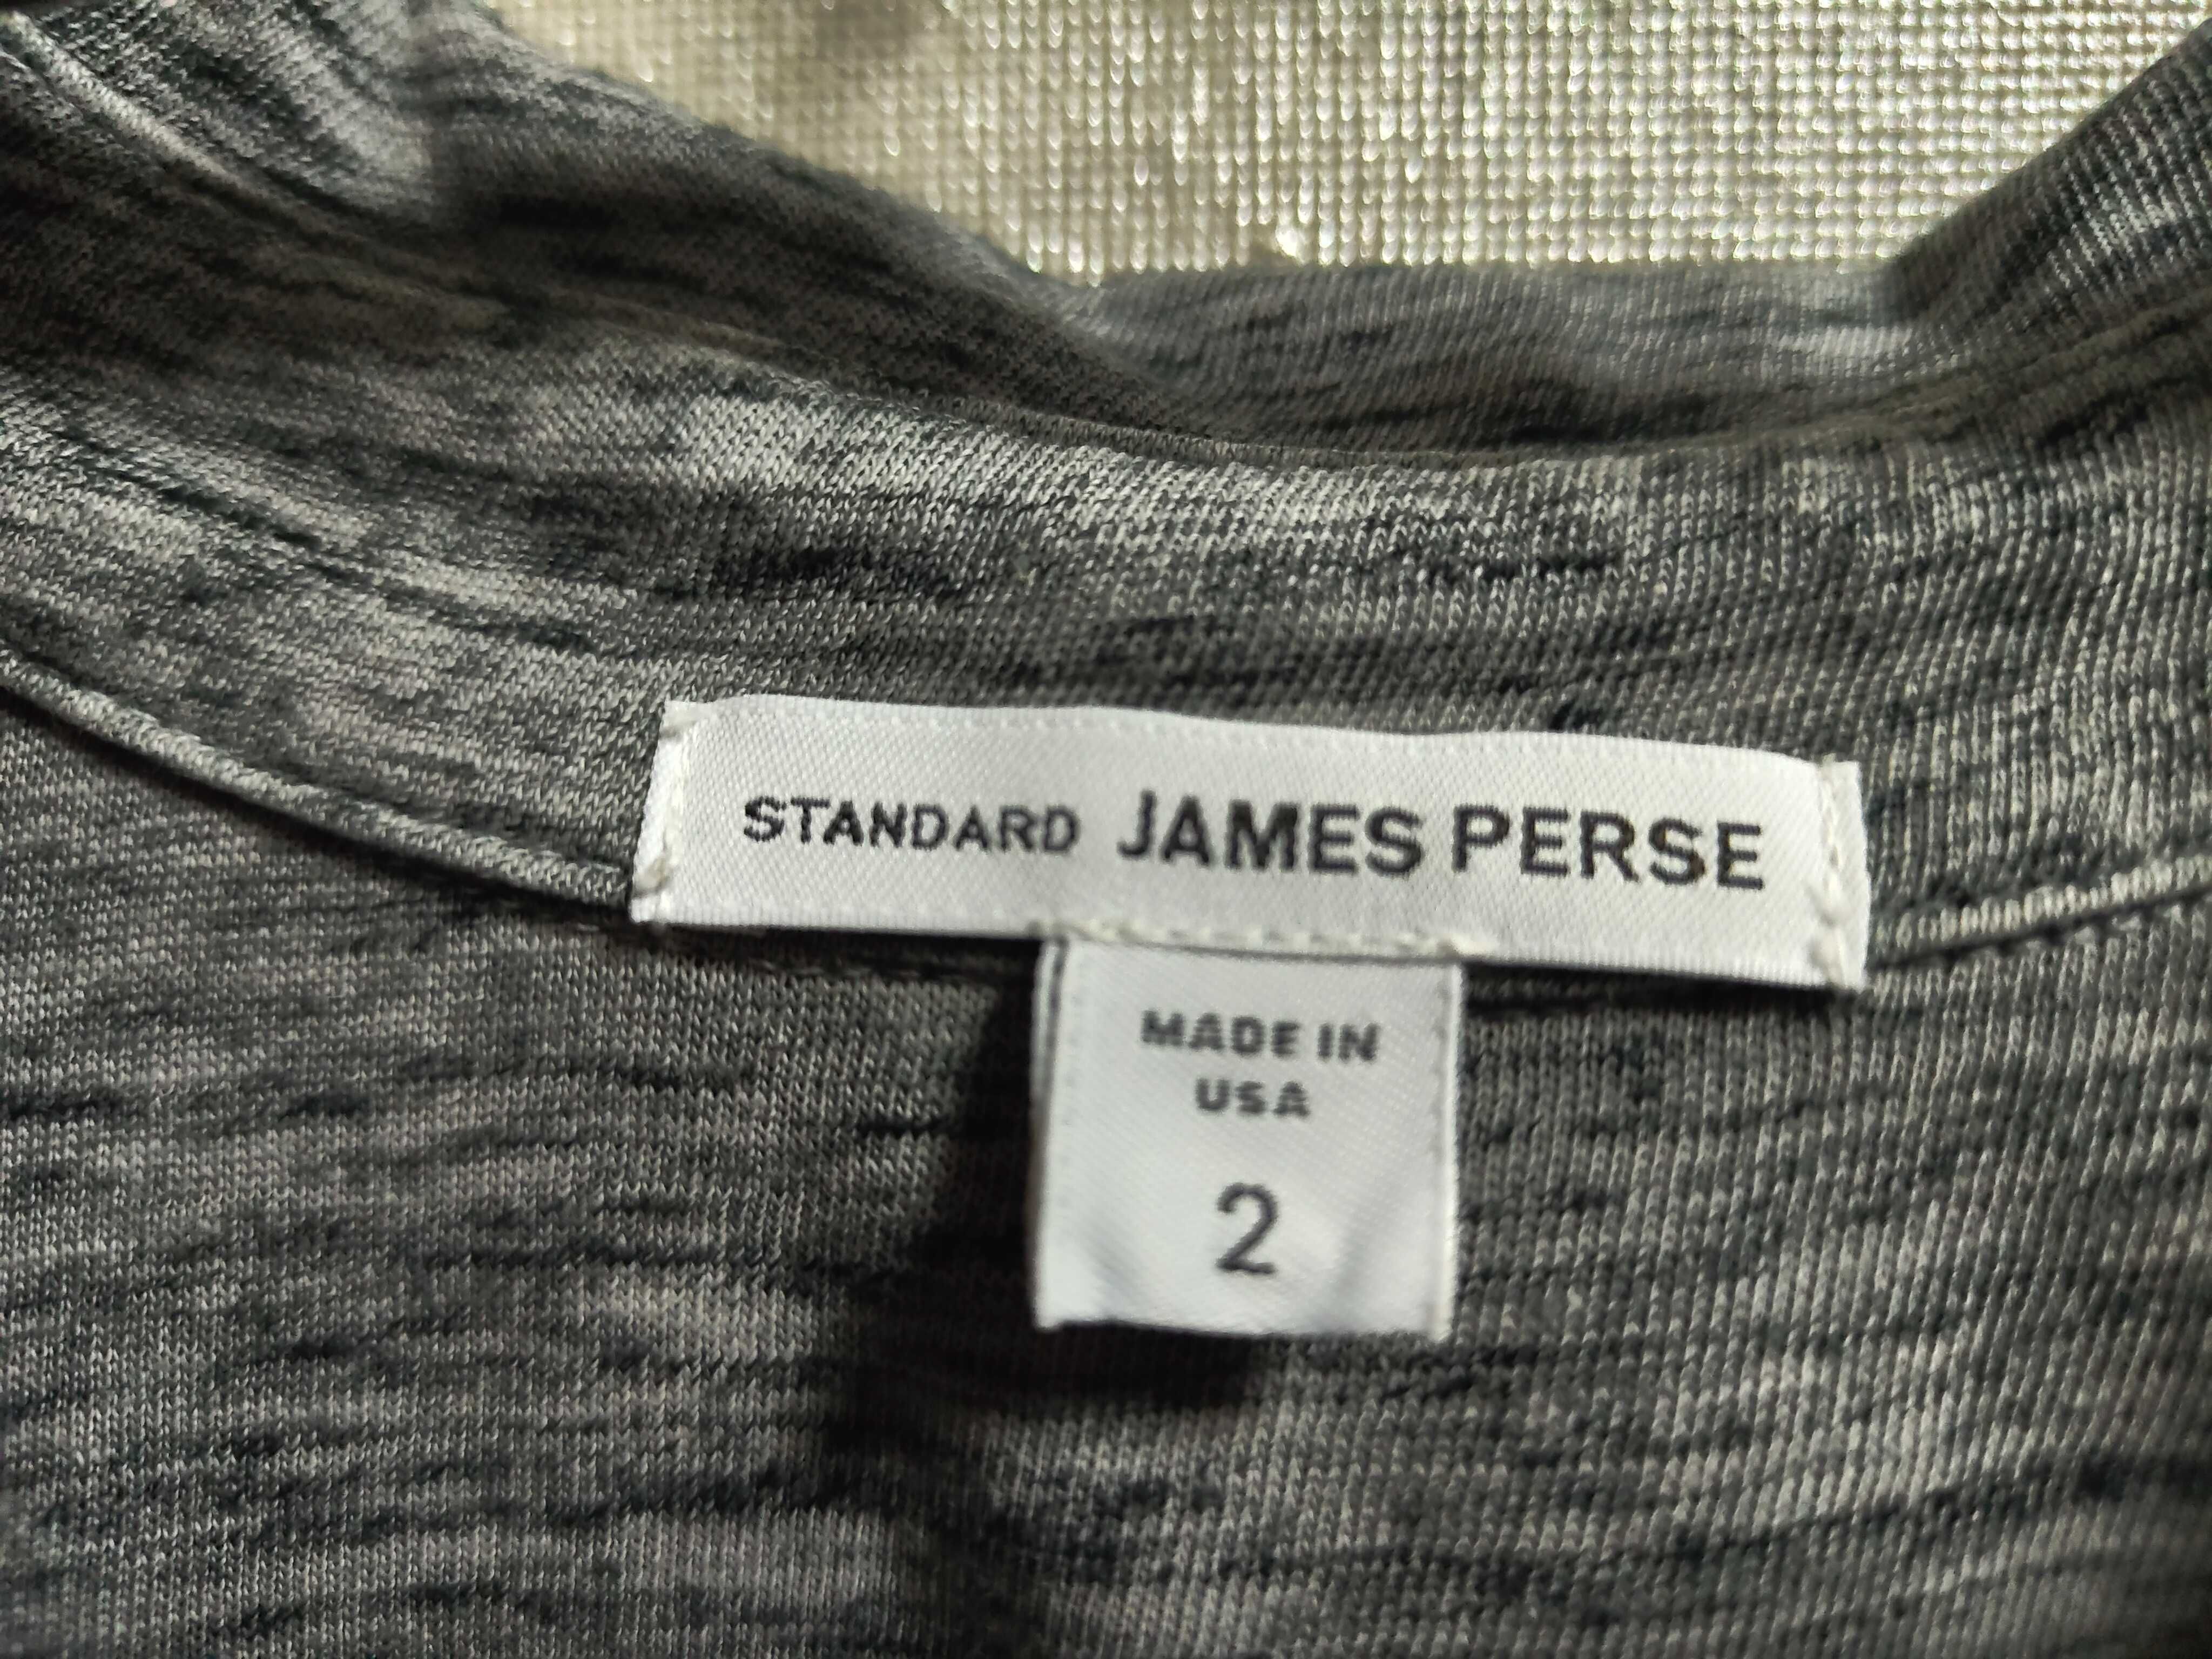 STANDARD JAMES PERSE
MADE IN
USA
2